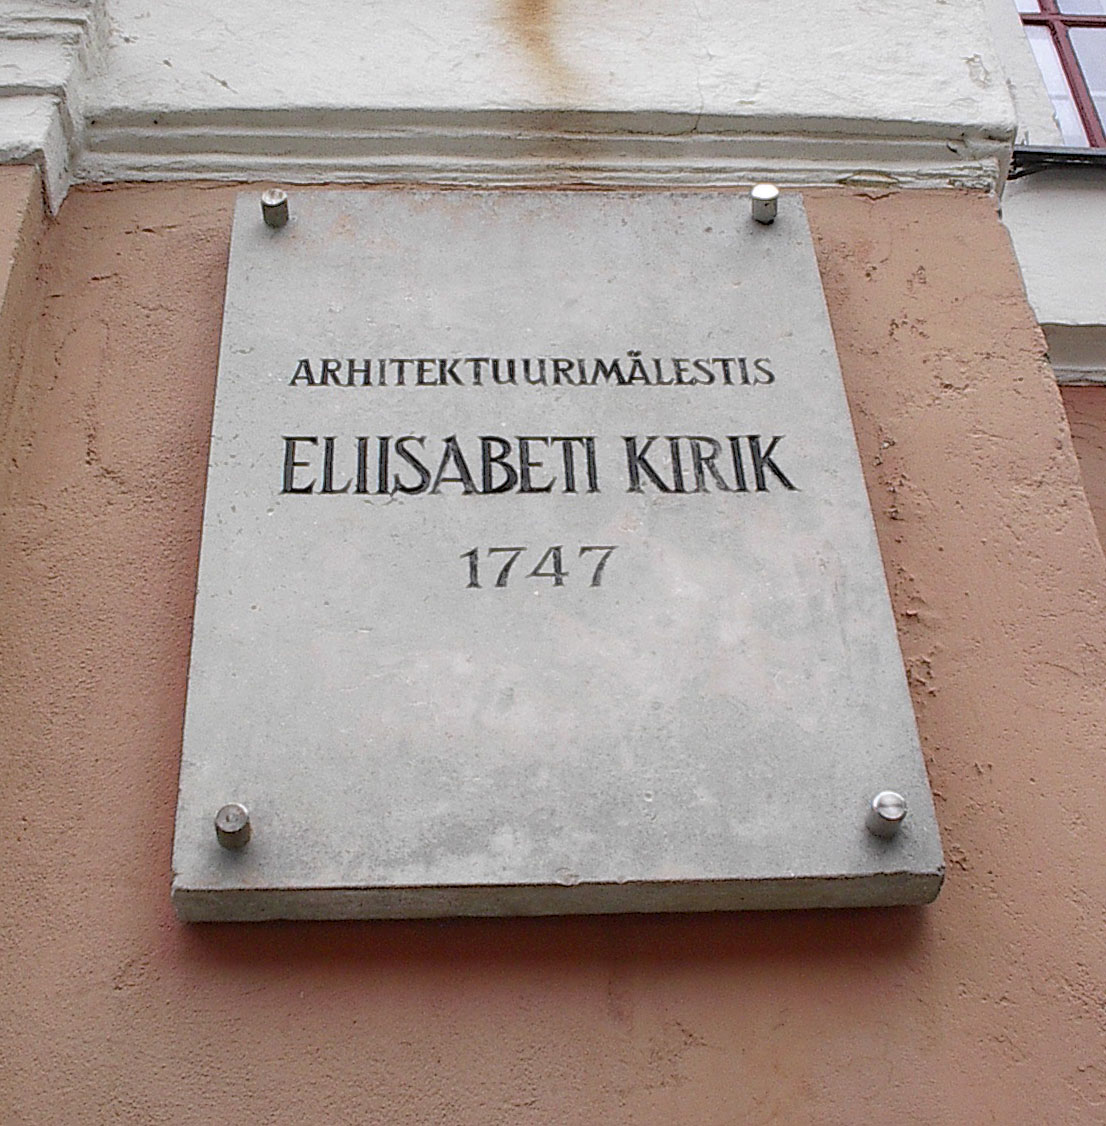 ARHITEKTUURIMÄLESTIS
ELIISABETI KIRIK
1747